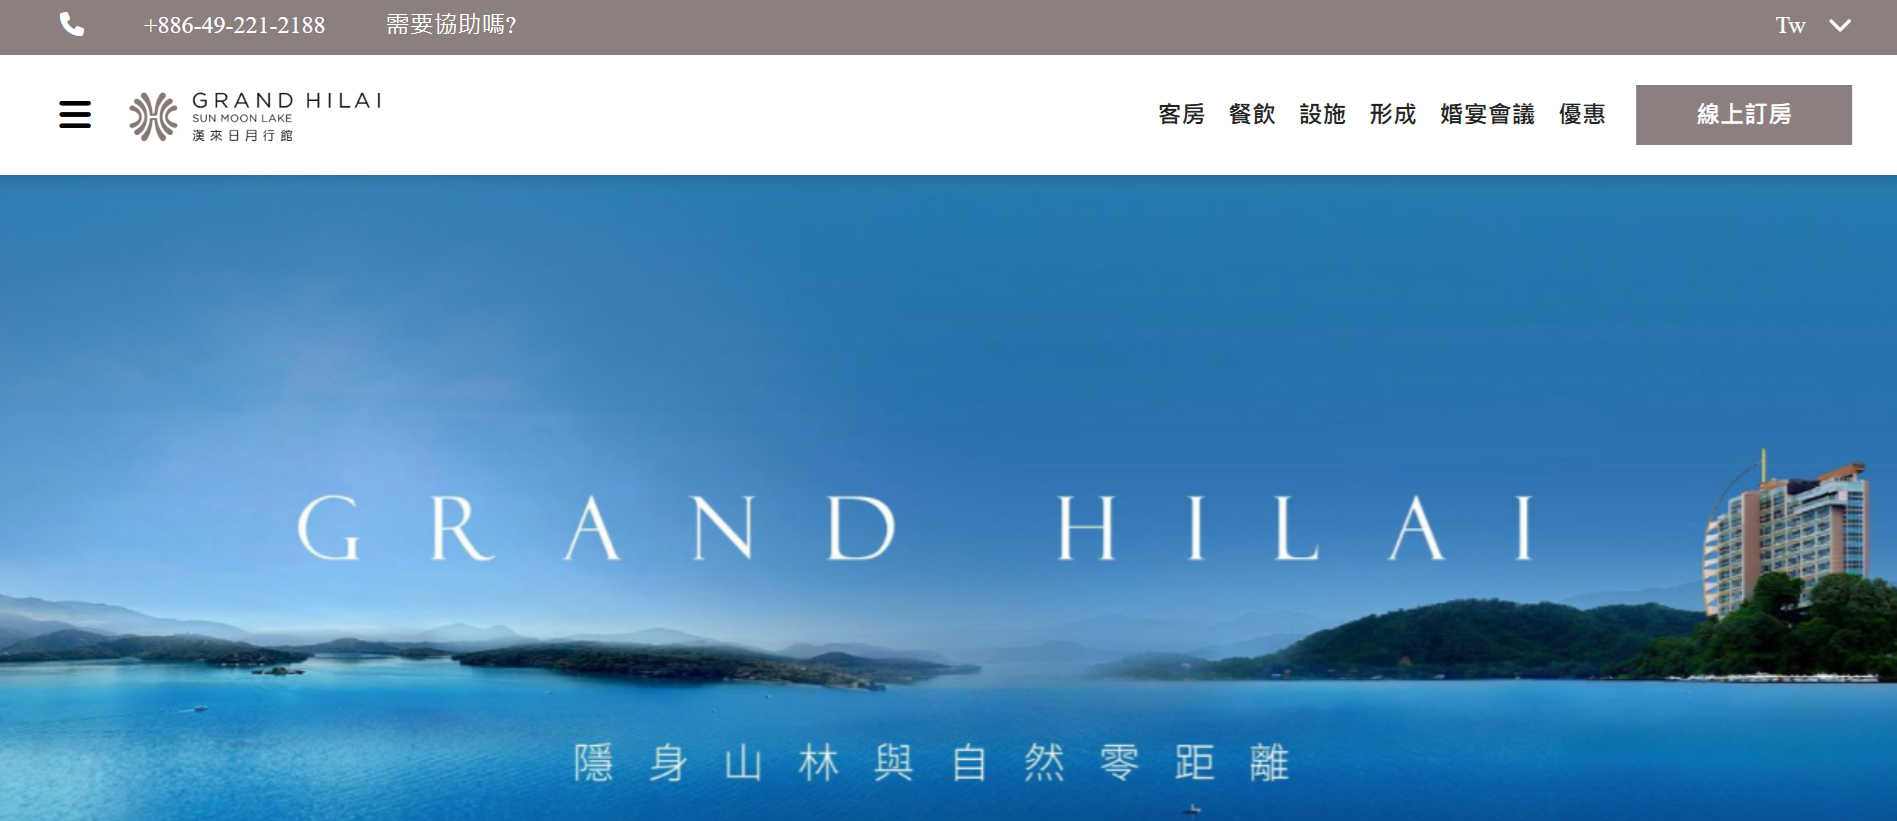 +886-49-221-2188 需要協助嗎? Tw
GRAND HILAI
SUN MOON LAKE
漢來日月行館
客房 餐飲 設施 形成 婚宴會議 優惠 線上訂房
GRAND HILAI
隱身山林與自然零距離